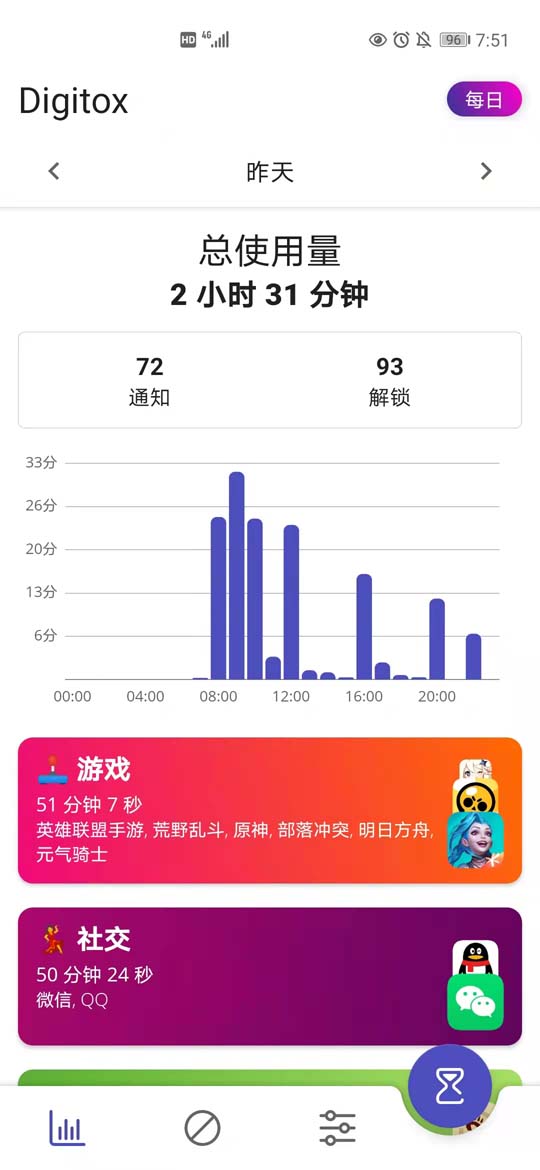 HD 4G 96 7:51
Digitox
每日
昨天
总使用量
2 小时 31 分钟
72
通知
93
解锁
33分
26分
20分
13分
6分
00:00 04:00 08:00 12:00 16:00 20:00
游戏
51 分钟 7 秒
英雄联盟手游, 荒野乱斗, 原神, 部落冲突, 明日方舟,
元气骑士
社交
50 分钟 24 秒
微信, QQ